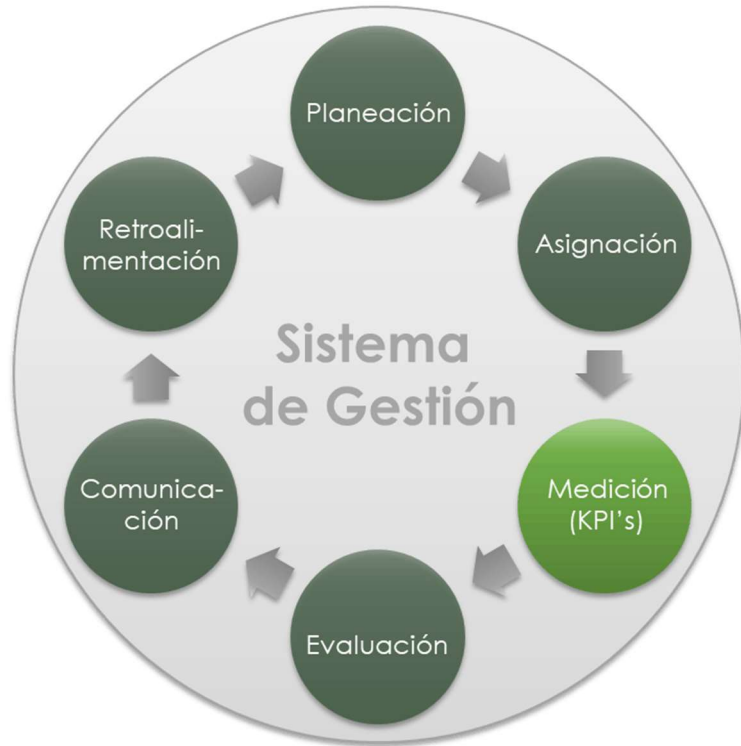 Planeación
Asignación
Medición
(KPI's)
Evaluación
Comunica-
ción
Retroali-
mentación
Sistema
de Gestión